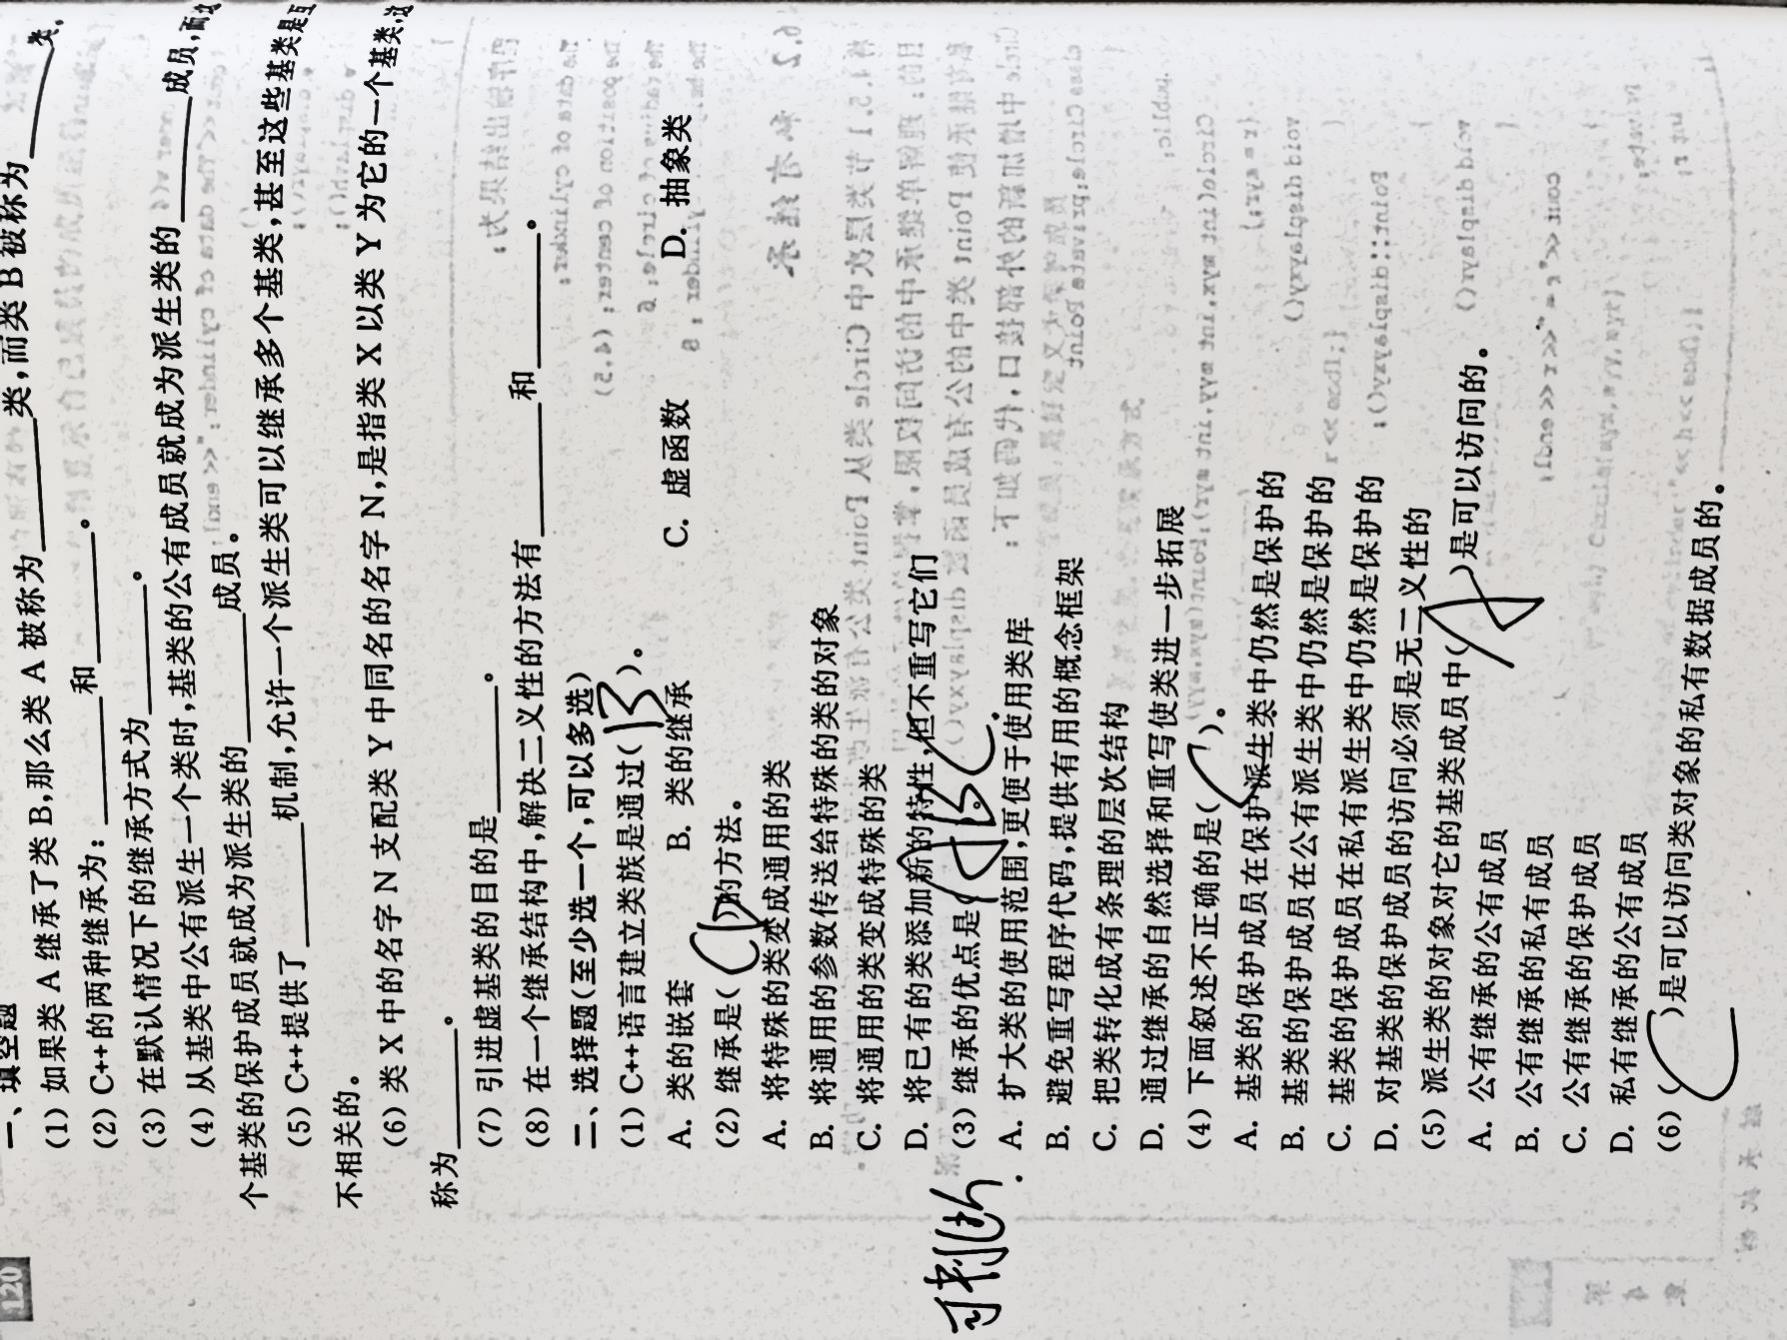 120
一、填空题
(1) 如果类 A 继承了类 B,那么类 A 被称为______类,而类 B 被称为______类。
(2) C++的两种继承为：______和______。
(3) 在默认情况下的继承方式为______。
(4) 从基类中公有派生一个类时,基类的公有成员就成为派生类的______成员,而这
个基类的保护成员就成为派生类的______成员。
(5) C++提供了______机制,允许一个派生类可以继承多个基类,甚至这些基类是互
不相关的。
(6) 类 X 中的名字 N 支配类 Y 中同名的名字 N,是指类 X 以类 Y 为它的一个基类,这
称为______。
(7) 引进虚基类的目的是______。
(8) 在一个继承结构中,解决二义性的方法有______和______。
二、选择题(至少选一个,可以多选)
(1) C++语言建立类族是通过( B )。
A. 类的嵌套 B. 类的继承 C. 虚函数 D. 抽象类
(2) 继承是( CD )的方法。
A. 将特殊的类变成通用的类
B. 将通用的参数传送给特殊的类的对象
C. 将通用的类变成特殊的类
D. 将已有的类添加新的特性,但不重写它们
(3) 继承的优点是( ABC )。
A. 扩大类的使用范围,更便于使用类库
B. 避免重写程序代码,提供有用的概念框架
C. 把类转化成有条理的层次结构
D. 通过继承的自然选择和重写使类进一步拓展
(4) 下面叙述不正确的是( C )。
A. 基类的保护成员在保护派生类中仍然是保护的
B. 基类的保护成员在公有派生类中仍然是保护的
C. 基类的保护成员在私有派生类中仍然是保护的
D. 对基类的保护成员的访问必须是无二义性的
(5) 派生类的对象对它的基类成员中( A )是可以访问的。
A. 公有继承的公有成员
B. 公有继承的私有成员
C. 公有继承的保护成员
D. 私有继承的公有成员
(6) ( C )是可以访问类对象的私有数据成员的。